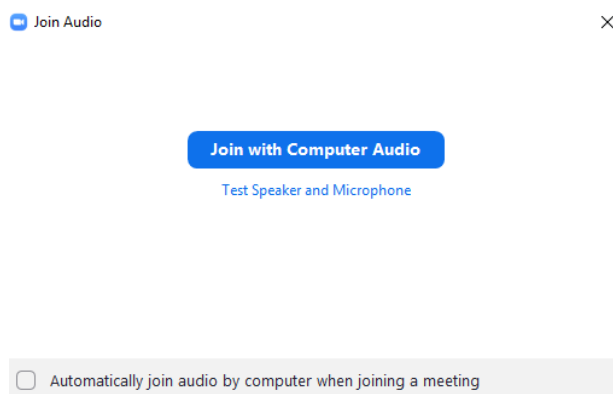 Join Audio
Join with Computer Audio
Test Speaker and Microphone
Automatically join audio by computer when joining a meeting